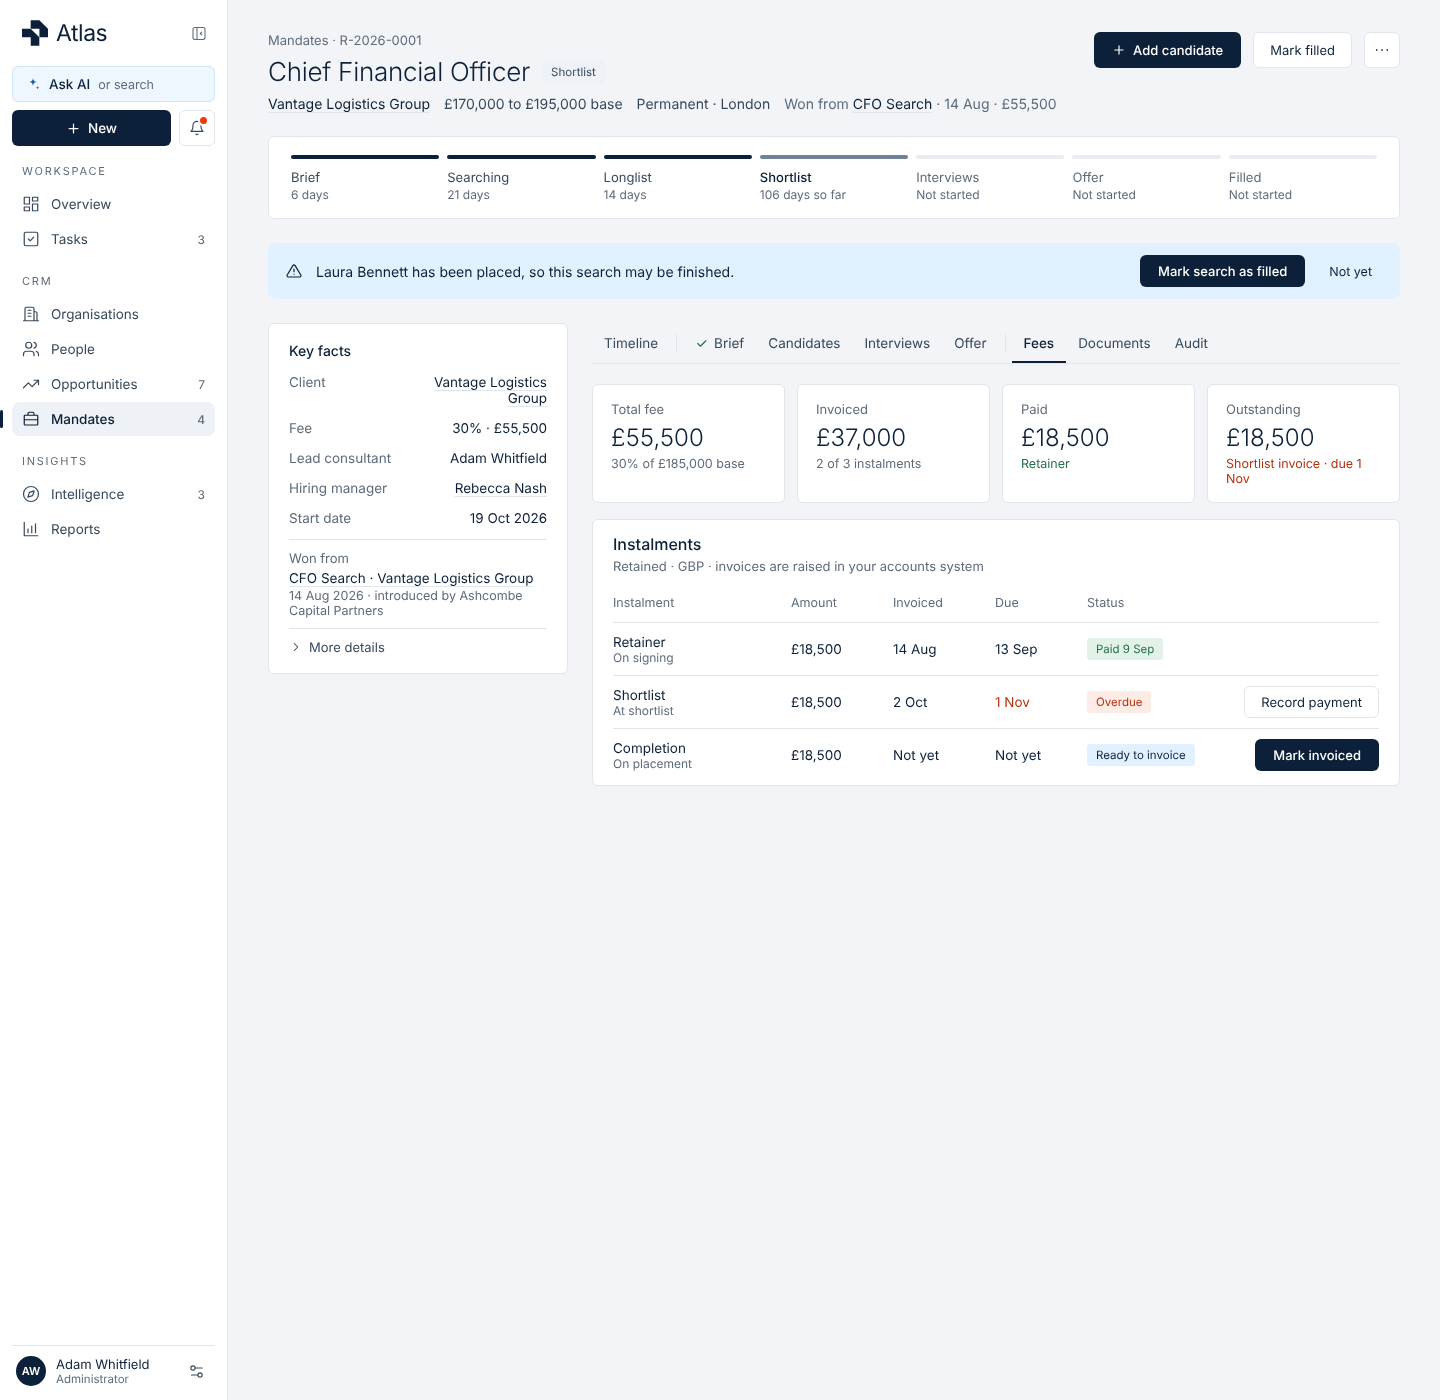 Atlas
Ask AI or search
New
WORKSPACE
Overview
Tasks 3
CRM
Organisations
People
Opportunities 7
Mandates 4
INSIGHTS
Intelligence 3
Reports
AW
Adam Whitfield
Administrator
Mandates · R-2026-0001
Chief Financial Officer Shortlist
Vantage Logistics Group £170,000 to £195,000 base Permanent · London Won from CFO Search · 14 Aug · £55,500
Add candidate Mark filled
Brief Searching Longlist Shortlist Interviews Offer Filled
6 days 21 days 14 days 106 days so far Not started Not started Not started
Laura Bennett has been placed, so this search may be finished. Mark search as filled Not yet
Key facts
Client Vantage Logistics
Group
Fee 30% · £55,500
Lead consultant Adam Whitfield
Hiring manager Rebecca Nash
Start date 19 Oct 2026
Won from
CFO Search · Vantage Logistics Group
14 Aug 2026 · introduced by Ashcombe
Capital Partners
More details
Timeline Brief Candidates Interviews Offer Fees Documents Audit
Total fee Invoiced Paid Outstanding
£55,500 £37,000 £18,500 £18,500
30% of £185,000 base 2 of 3 instalments Retainer Shortlist invoice · due 1
Nov
Instalments
Retained · GBP · invoices are raised in your accounts system
Instalment Amount Invoiced Due Status
Retainer £18,500 14 Aug 13 Sep Paid 9 Sep
On signing
Shortlist £18,500 2 Oct 1 Nov Overdue Record payment
At shortlist
Completion £18,500 Not yet Not yet Ready to invoice Mark invoiced
On placement